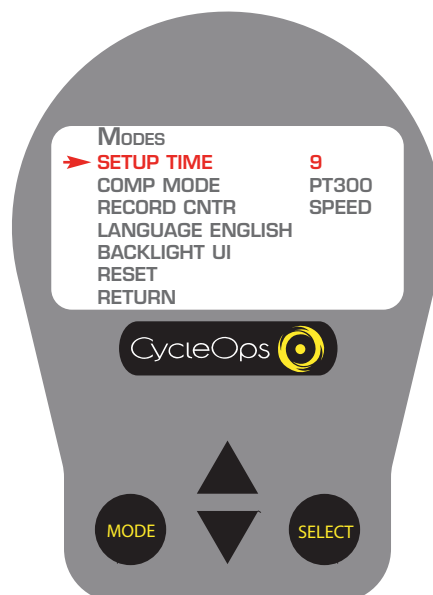 MODES
SETUP TIME 9
COMP MODE PT300
RECORD CNTR SPEED
LANGUAGE ENGLISH
BACKLIGHT UI
RESET
RETURN
CycleOps
MODE SELECT